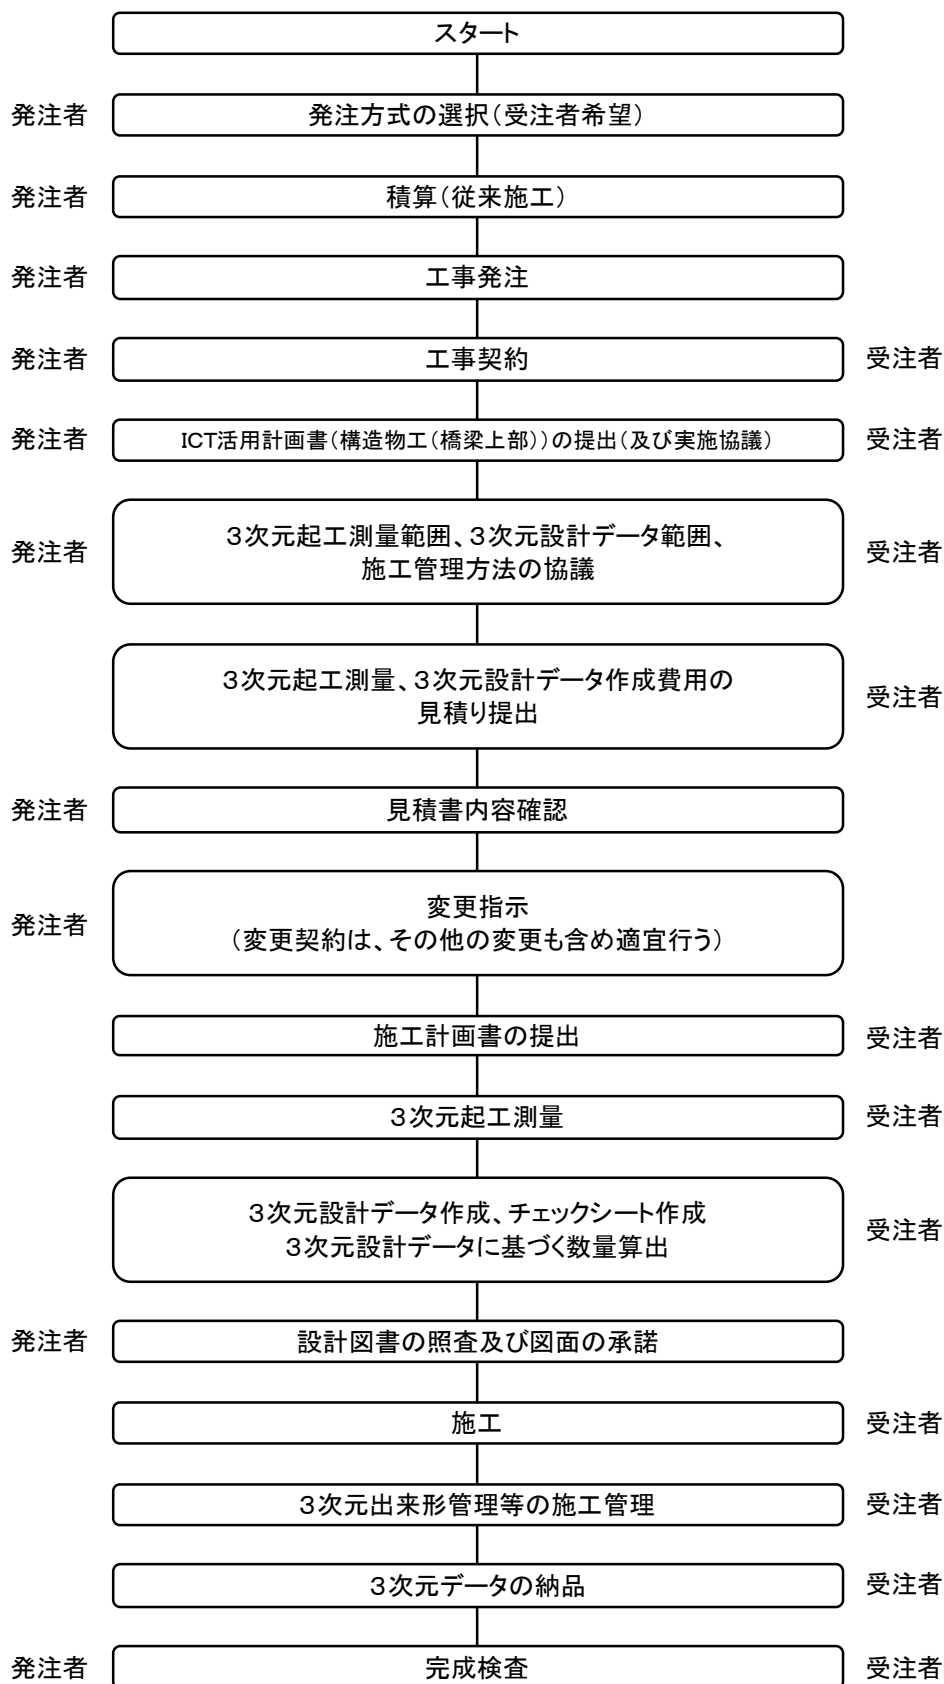 スタート
発注者 発注方式の選択(受注者希望)
発注者 積算(従来施工)
発注者 工事発注
発注者 工事契約 受注者
発注者 ICT活用計画書(構造物工(橋梁上部))の提出(及び実施協議) 受注者
3次元起工測量範囲、3次元設計データ範囲、
発注者 施工管理方法の協議 受注者
3次元起工測量、3次元設計データ作成費用の
見積り提出 受注者
発注者 見積書内容確認
発注者 変更指示
(変更契約は、その他の変更も含め適宜行う)
施工計画書の提出 受注者
3次元起工測量 受注者
3次元設計データ作成、チェックシート作成
3次元設計データに基づく数量算出 受注者
発注者 設計図書の照査及び図面の承諾
施工 受注者
3次元出来形管理等の施工管理 受注者
3次元データの納品 受注者
発注者 完成検査 受注者